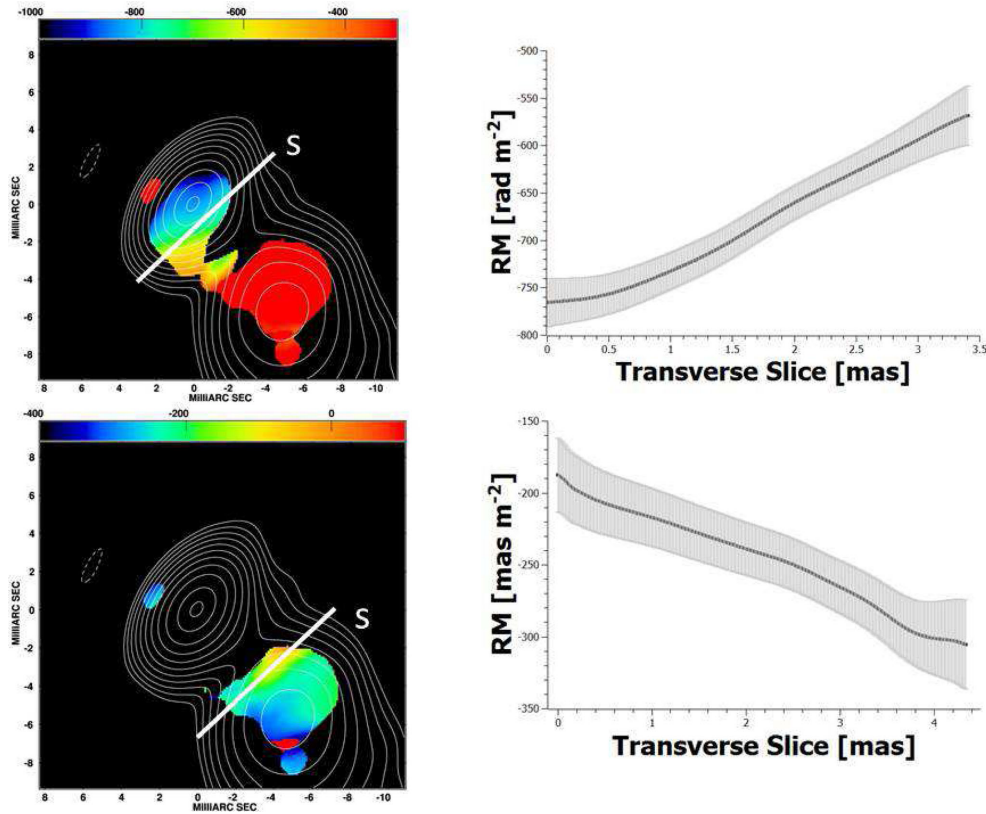 -1000 -800 -600 -400
8
6
4
2
0
-2
-4
-6
-8
MilliARC SEC
S
8 6 4 2 0 -2 -4 -6 -8 -10
MilliARC SEC
-500
-550
-600
-650
-700
-750
-800
RM [rad m-2]
0 0.5 1 1.5 2 2.5 3 3.5
Transverse Slice [mas]
-400 -200 0
8
6
4
2
0
-2
-4
-6
-8
MilliARC SEC
S
8 6 4 2 0 -2 -4 -6 -8 -10
MilliARC SEC
-150
-200
-250
-300
-350
RM [mas m-2]
0 1 2 3 4
Transverse Slice [mas]